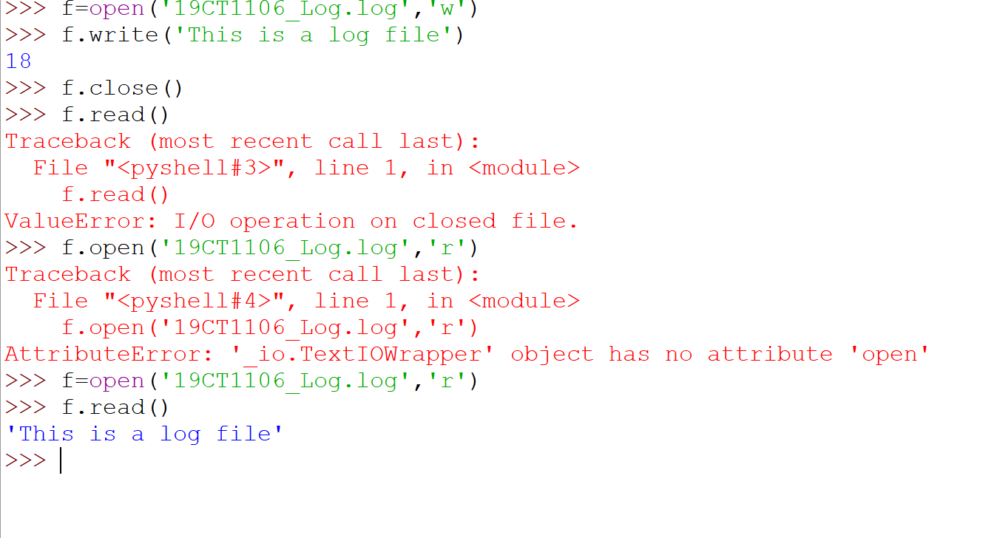 >>> f=open('19CT1106_Log.log','w')
>>> f.write('This is a log file')
18
>>> f.close()
>>> f.read()
Traceback (most recent call last):
  File "<pyshell#3>", line 1, in <module>
    f.read()
ValueError: I/O operation on closed file.
>>> f.open('19CT1106_Log.log','r')
Traceback (most recent call last):
  File "<pyshell#4>", line 1, in <module>
    f.open('19CT1106_Log.log','r')
AttributeError: '_io.TextIOWrapper' object has no attribute 'open'
>>> f=open('19CT1106_Log.log','r')
>>> f.read()
'This is a log file'
>>>